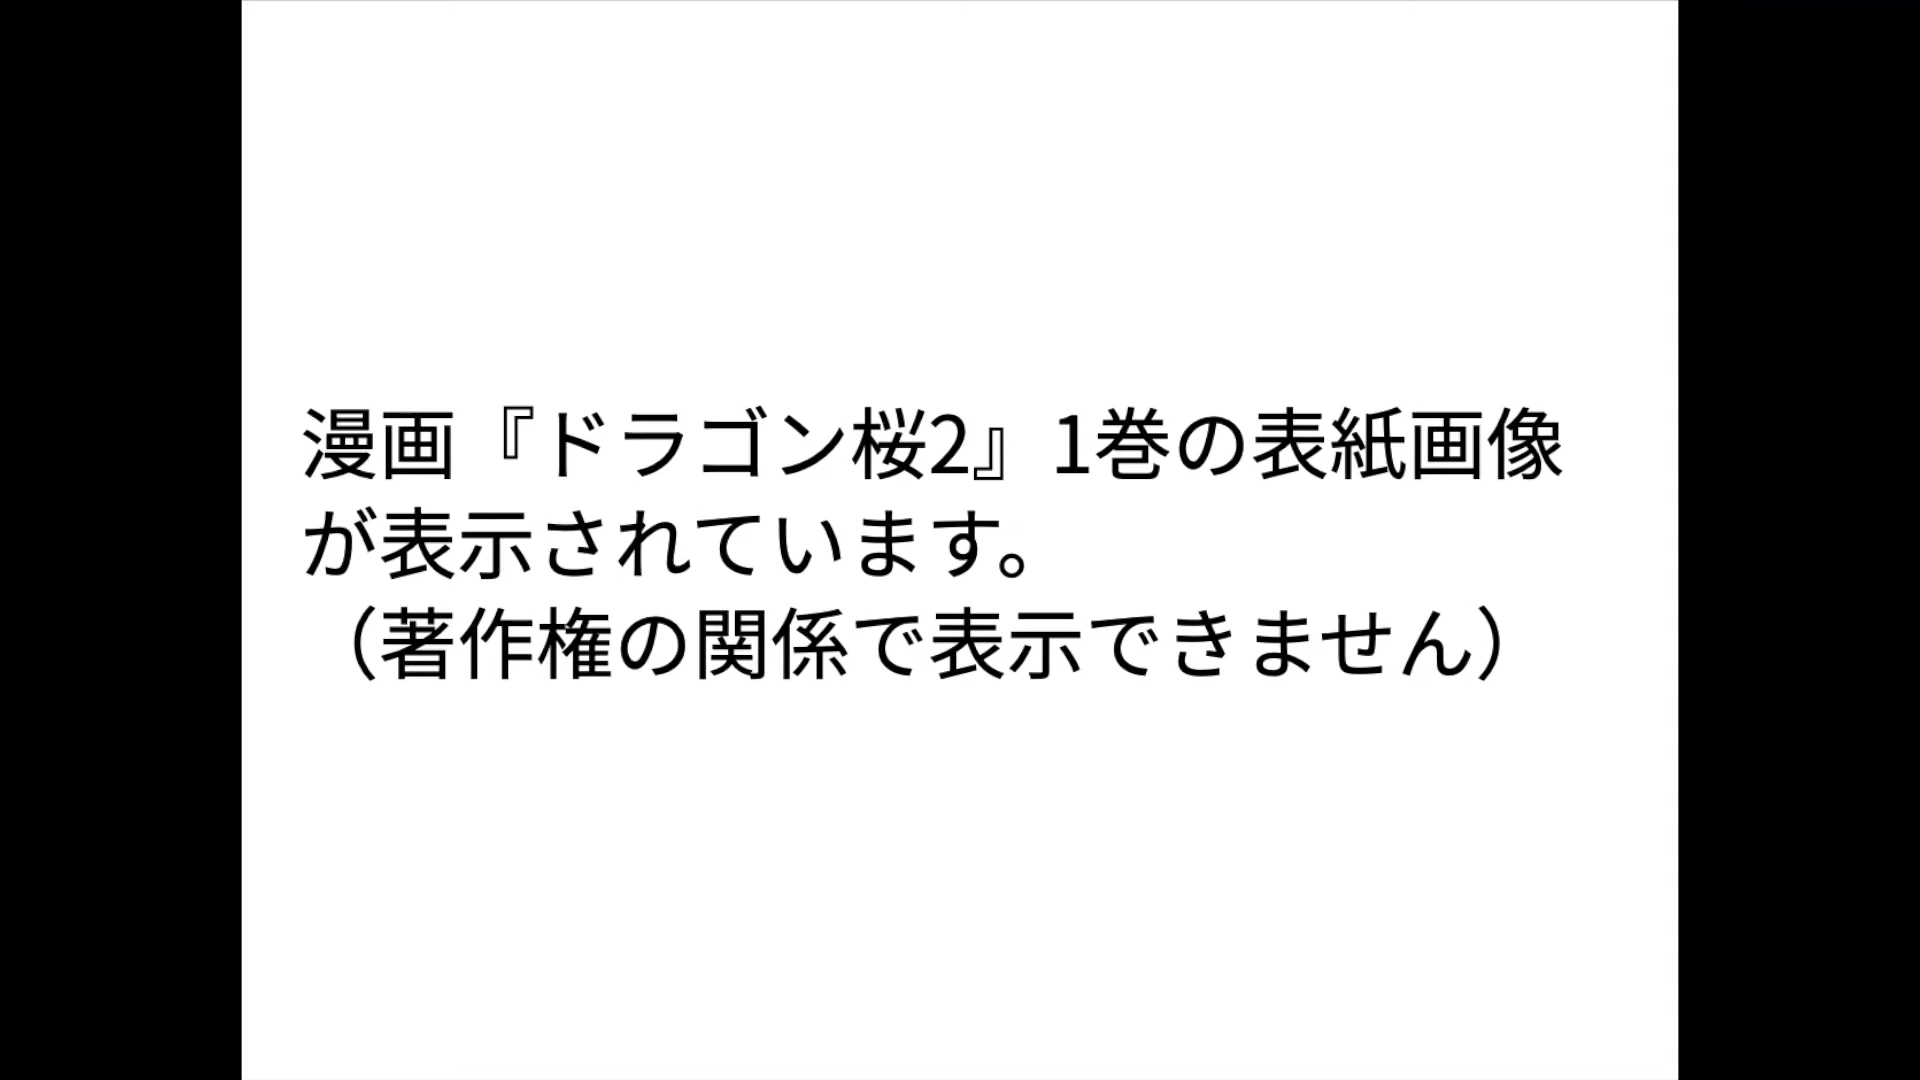 漫画『ドラゴン桜2』1巻の表紙画像
が表示されています。
（著作権の関係で表示できません）